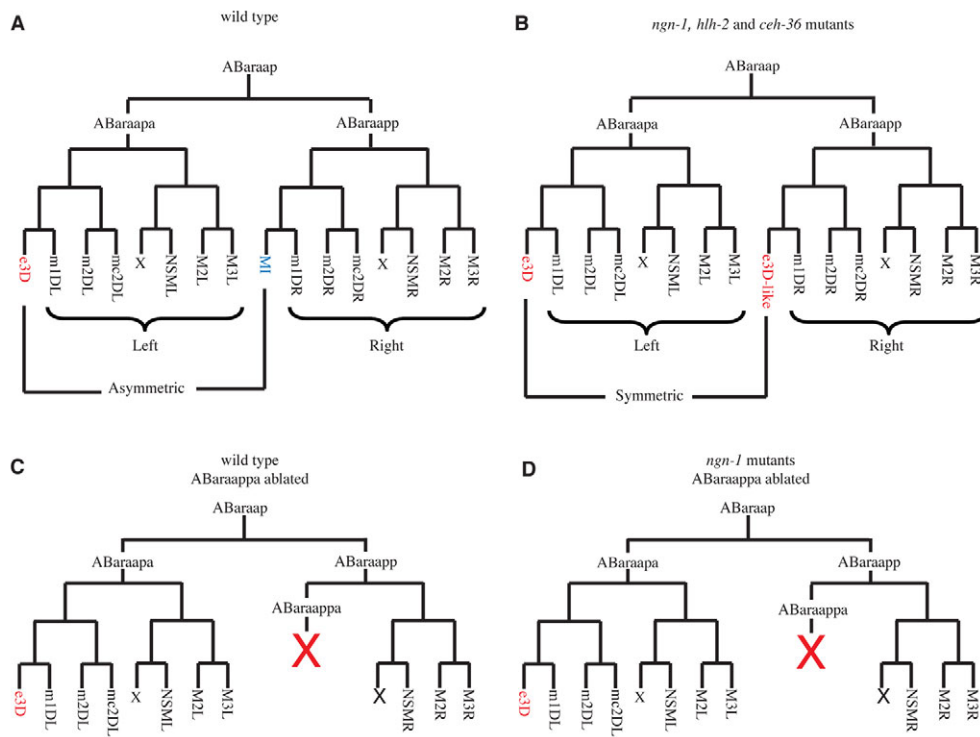 A
wild type
ABaraap
ABaraapa
ABaraapp
e3D
m1DL
m2DL
mc2DL
X
NSML
M2L
M3L
MI
m1DR
m2DR
mc2DR
X
NSMR
M2R
M3R
Left
Right
Asymmetric
B
ngn-1, hlh-2 and ceh-36 mutants
ABaraap
ABaraapa
ABaraapp
e3D
m1DL
m2DL
mc2DL
X
NSML
M2L
M3L
e3D-like
m1DR
m2DR
mc2DR
X
NSMR
M2R
M3R
Left
Right
Symmetric
C
wild type
ABaraappa ablated
ABaraap
ABaraapa
ABaraapp
ABaraappa
X
e3D
m1DL
m2DL
mc2DL
X
NSML
M2L
M3L
X
NSMR
M2R
M3R
D
ngn-1 mutants
ABaraappa ablated
ABaraap
ABaraapa
ABaraapp
ABaraappa
X
e3D
m1DL
m2DL
mc2DL
X
NSML
M2L
M3L
X
NSMR
M2R
M3R